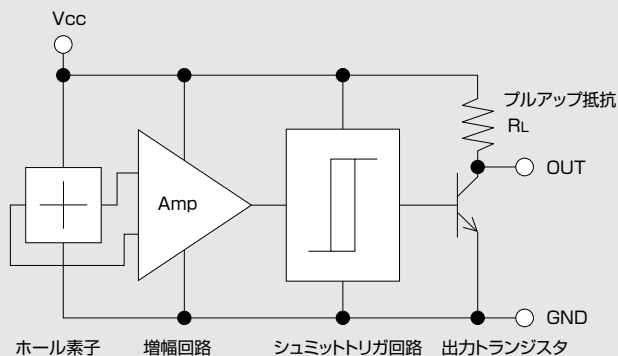 Vcc
プルアップ抵抗
RL
OUT
Amp
GND
ホール素子
増幅回路
シュミットトリガ回路
出力トランジスタ